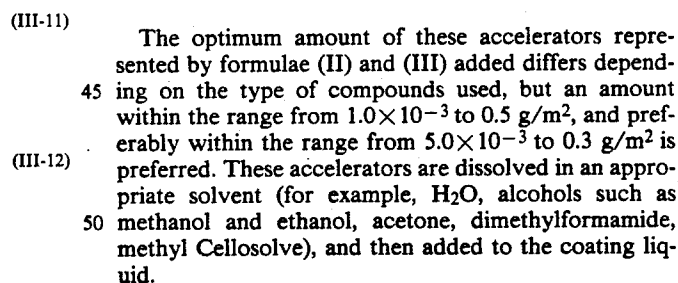 (III-11)
The optimum amount of these accelerators repre-
sented by formulae (II) and (III) added differs depend-
45 ing on the type of compounds used, but an amount
within the range from 1.0×10⁻³ to 0.5 g/m², and pref-
erably within the range from 5.0×10⁻³ to 0.3 g/m² is
(III-12) preferred. These accelerators are dissolved in an appro-
priate solvent (for example, H₂O, alcohols such as
50 methanol and ethanol, acetone, dimethylformamide,
methyl Cellosolve), and then added to the coating liq-
uid.